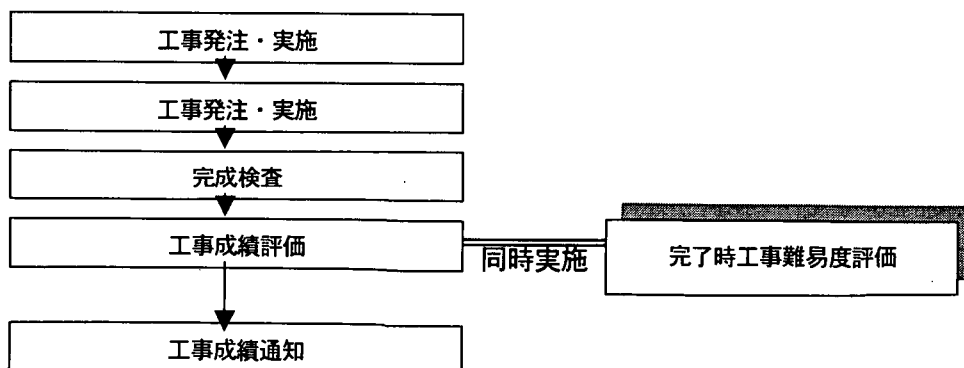 工事発注・実施
工事発注・実施
完成検査
工事成績評価
同時実施
完了時工事難易度評価
工事成績通知